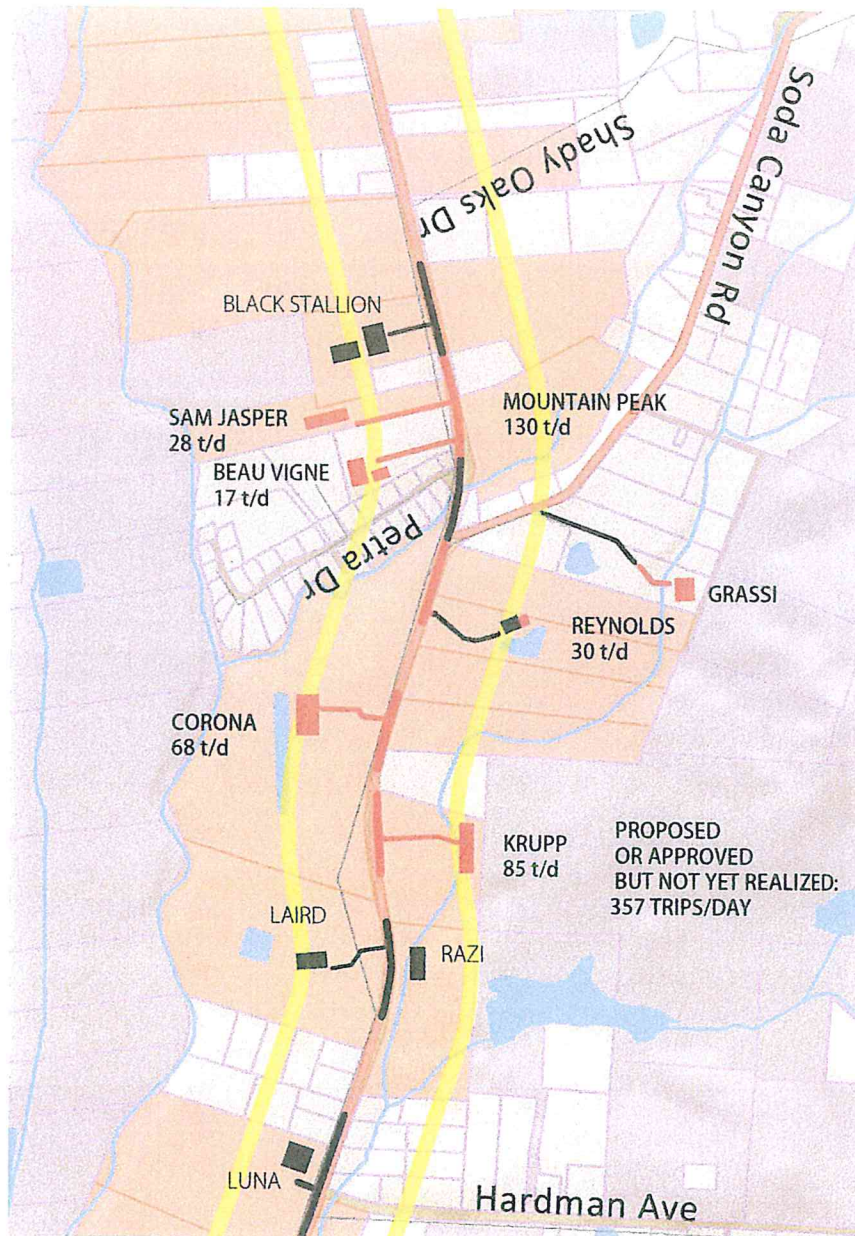 Shady Oaks Dr
Soda Canyon Rd
BLACK STALLION
SAM JASPER
28 t/d
MOUNTAIN PEAK
130 t/d
BEAU VIGNE
17 t/d
Petra Dr
GRASSI
REYNOLDS
30 t/d
CORONA
68 t/d
KRUPP
85 t/d
PROPOSED
OR APPROVED
BUT NOT YET REALIZED:
357 TRIPS/DAY
LAIRD
RAZI
LUNA
Hardman Ave